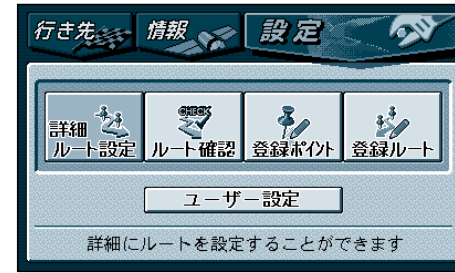 行き先 情報 設定
CHECK
詳細 ルート設定 ルート確認 登録ポイント 登録ルート
ユーザー設定
詳細にルートを設定することができます